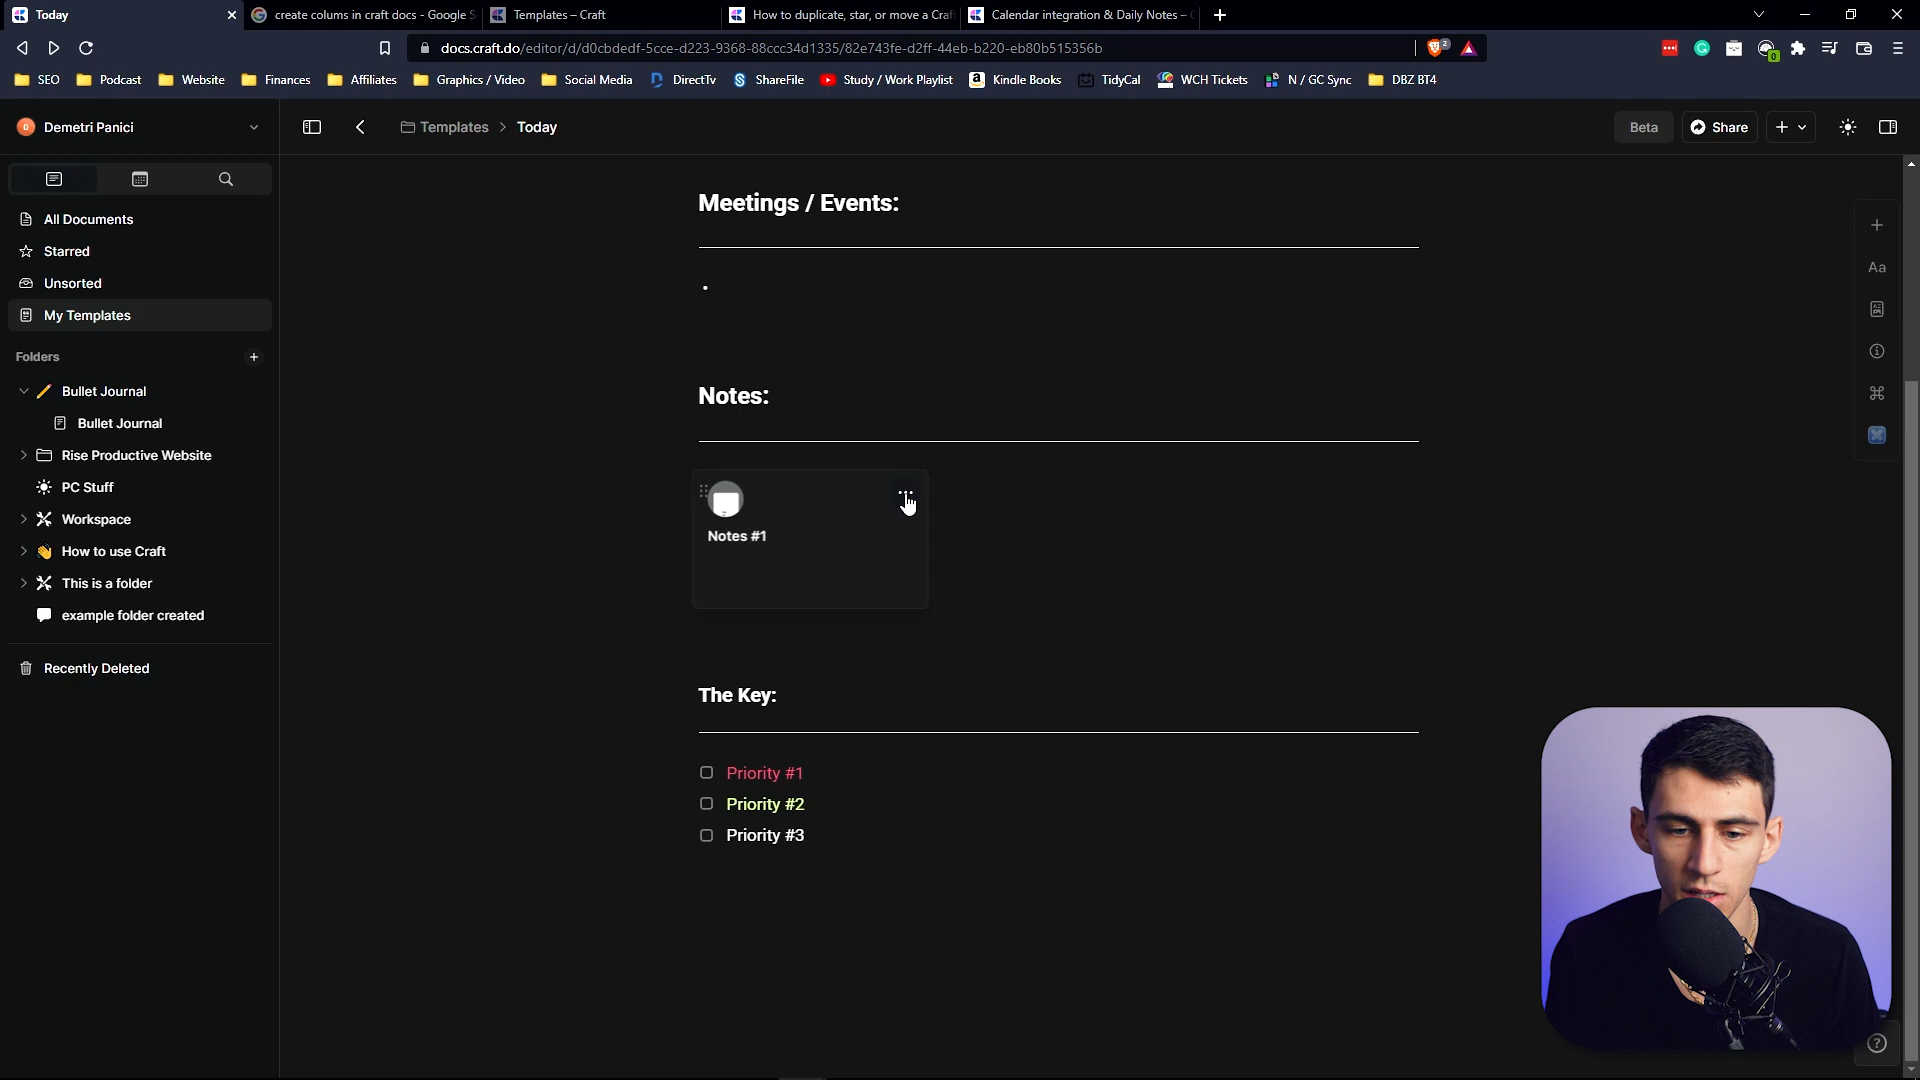 Today
create colums in craft docs - Google S
Templates – Craft
How to duplicate, star, or move a Craf
Calendar integration & Daily Notes –
docs.craft.do/editor/d/d0cbdedf-5cce-d223-9368-88ccc34d1335/82e743fe-d2ff-44eb-b220-eb80b515356b
2
0
SEO
Podcast
Website
Finances
Affiliates
Graphics / Video
Social Media
DirectTv
ShareFile
Study / Work Playlist
Kindle Books
TidyCal
WCH Tickets
N / GC Sync
DBZ BT4
Demetri Panici
Templates > Today
Beta
Share
All Documents
Starred
Unsorted
My Templates
Folders
Bullet Journal
Bullet Journal
Rise Productive Website
PC Stuff
Workspace
How to use Craft
This is a folder
example folder created
Recently Deleted
Meetings / Events:
Notes:
Notes #1
The Key:
Priority #1
Priority #2
Priority #3
Aa